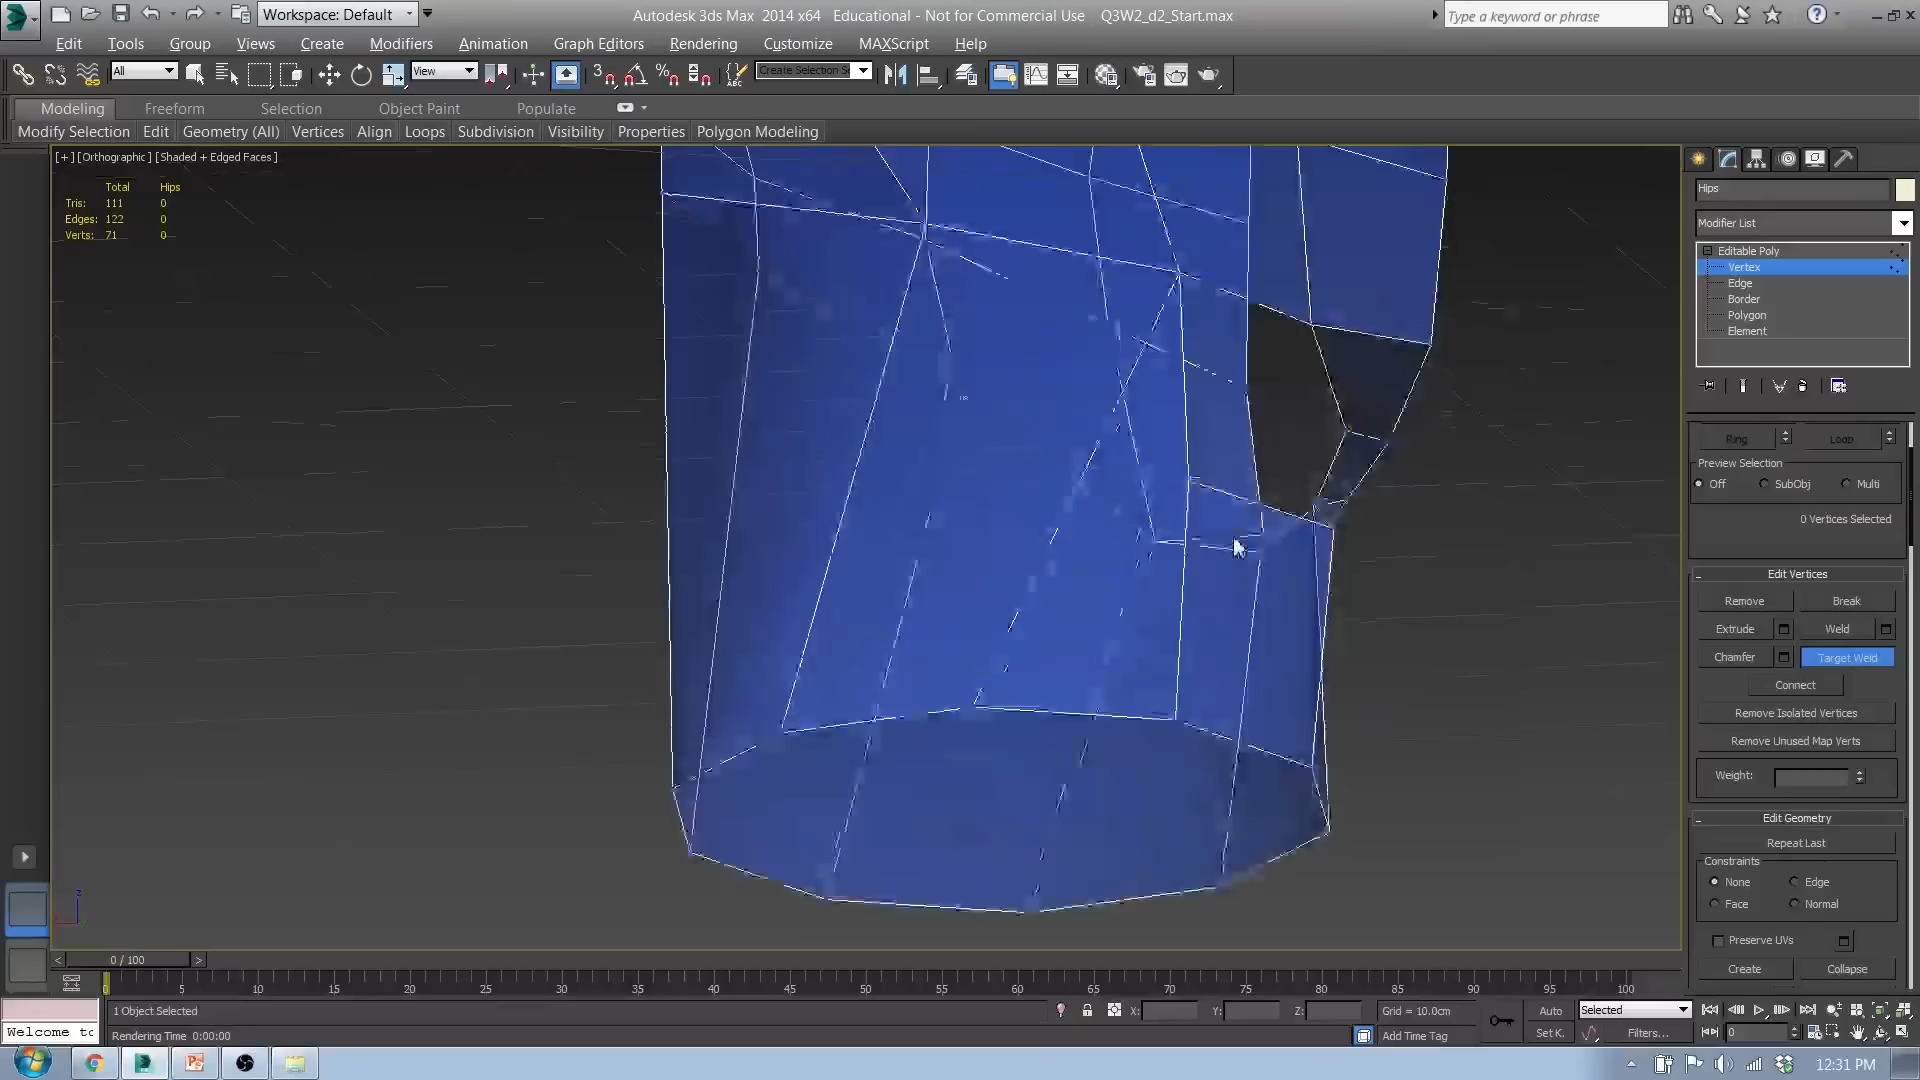 Workspace: Default
Autodesk 3ds Max 2014 x64 Educational - Not for Commercial Use Q3W2_d2_Start.max
Type a keyword or phrase
Edit Tools Group Views Create Modifiers Animation Graph Editors Rendering Customize MAXScript Help
All View Create Selection Se
Modeling Freeform Selection Object Paint Populate
Modify Selection Edit Geometry (All) Vertices Align Loops Subdivision Visibility Properties Polygon Modeling
[+] [Orthographic] [Shaded + Edged Faces]
Total Hips
Tris: 111 0
Edges: 122 0
Verts: 71 0
Hips
Modifier List
Editable Poly
Vertex
Edge
Border
Polygon
Element
Ring Loop
Preview Selection
Off SubObj Multi
0 Vertices Selected
Edit Vertices
Remove Break
Extrude Weld
Chamfer Target Weld
Connect
Remove Isolated Vertices
Remove Unused Map Verts
Weight:
Edit Geometry
Repeat Last
Constraints
None Edge
Face Normal
Preserve UVs
Create Collapse
z
< 0 / 100 >
0 5 10 15 20 25 30 35 40 45 50 55 60 65 70 75 80 85 90 95 100
1 Object Selected X: Y: Z: Grid = 10.0cm Auto Selected
Welcome to Rendering Time 0:00:00 Add Time Tag Set K. Filters... 0
12:31 PM